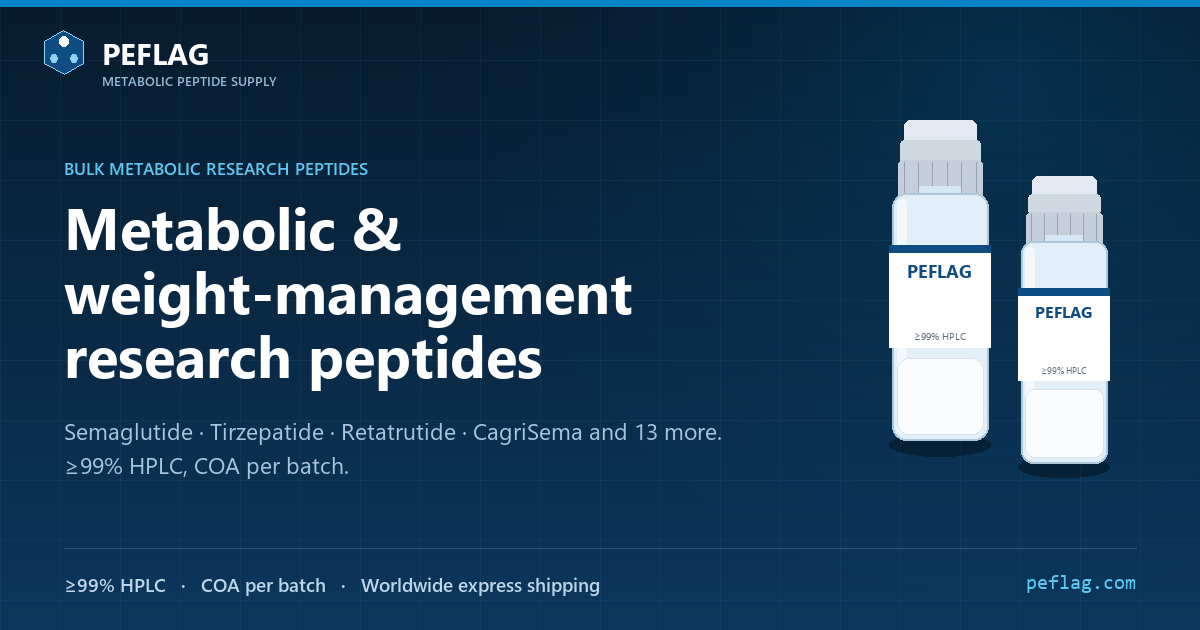 PEFLAG
METABOLIC PEPTIDE SUPPLY
BULK METABOLIC RESEARCH PEPTIDES
Metabolic &
weight-management
research peptides
Semaglutide · Tirzepatide · Retatrutide · CagriSema and 13 more.
≥99% HPLC, COA per batch.
PEFLAG
≥99% HPLC
PEFLAG
≥99% HPLC
≥99% HPLC · COA per batch · Worldwide express shipping
peflag.com